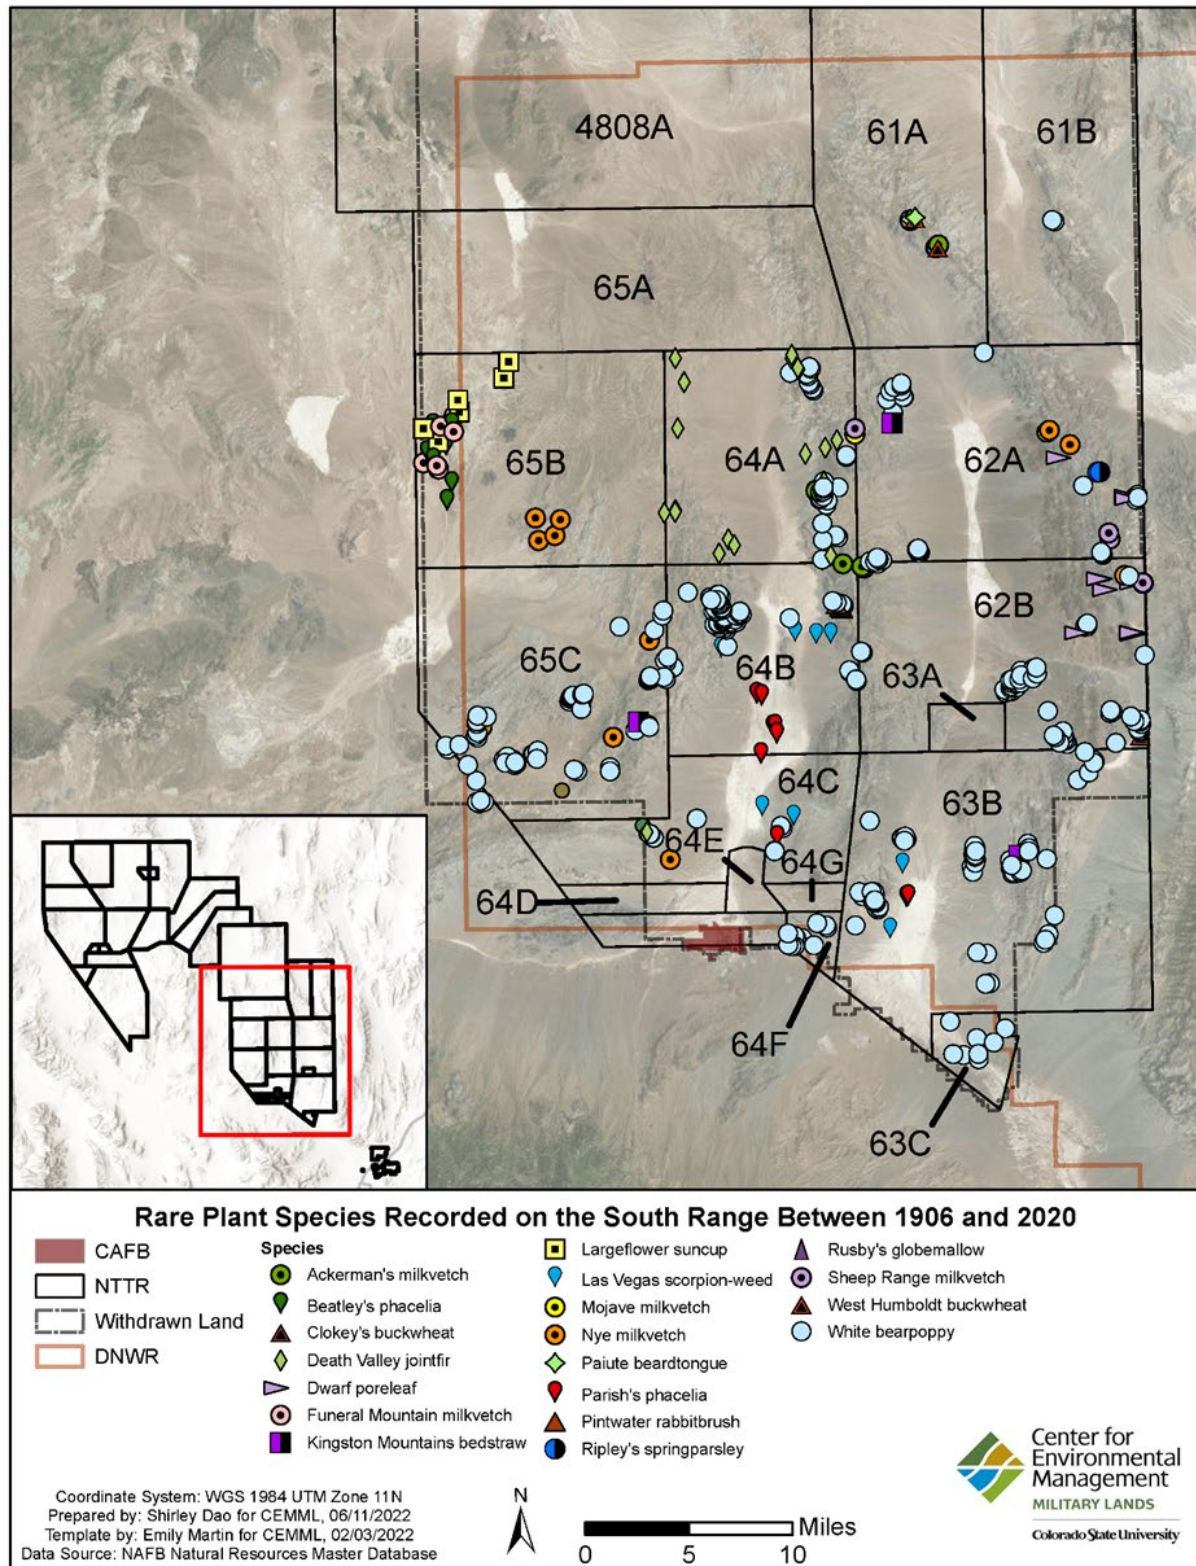 4808A
61A
61B
65A
65B
64A
62A
62B
65C
64B
63A
64C
63B
64E
64G
64D
64F
63C
Rare Plant Species Recorded on the South Range Between 1906 and 2020
CAFB
NTTR
Withdrawn Land
DNWR
Species
Ackerman's milkvetch
Beatley's phacelia
Clokey's buckwheat
Death Valley jointfir
Dwarf poreleaf
Funeral Mountain milkvetch
Kingston Mountains bedstraw
Largeflower suncup
Las Vegas scorpion-weed
Mojave milkvetch
Nye milkvetch
Paiute beardtongue
Parish's phacelia
Pintwater rabbitbrush
Ripley's springparsley
Rusby's globemallow
Sheep Range milkvetch
West Humboldt buckwheat
White bearpoppy
Coordinate System: WGS 1984 UTM Zone 11N
Prepared by: Shirley Dao for CEMML, 06/11/2022
Template by: Emily Martin for CEMML, 02/03/2022
Data Source: NAFB Natural Resources Master Database
N
Miles
0 5 10
Center for
Environmental
Management
MILITARY LANDS
Colorado State University